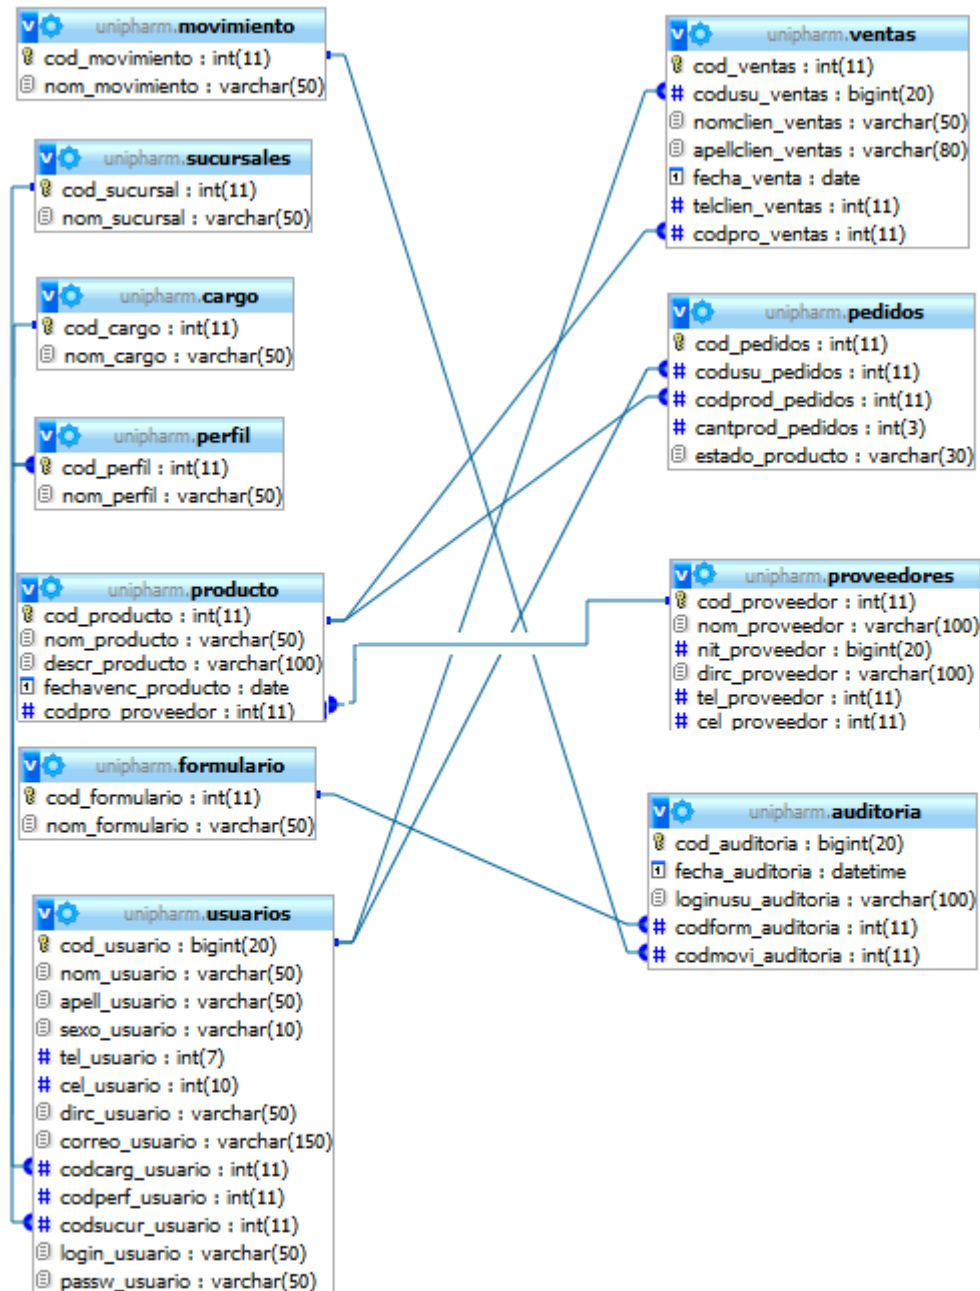 unipharm.movimiento
cod_movimiento : int(11)
nom_movimiento : varchar(50)
unipharm.sucursales
cod_sucursal : int(11)
nom_sucursal : varchar(50)
unipharm.cargo
cod_cargo : int(11)
nom_cargo : varchar(50)
unipharm.perfil
cod_perfil : int(11)
nom_perfil : varchar(50)
unipharm.producto
cod_producto : int(11)
nom_producto : varchar(50)
descr_producto : varchar(100)
fechavenc_producto : date
# codpro_proveedor : int(11)
unipharm.formulario
cod_formulario : int(11)
nom_formulario : varchar(50)
unipharm.usuarios
cod_usuario : bigint(20)
nom_usuario : varchar(50)
apell_usuario : varchar(50)
sexo_usuario : varchar(10)
# tel_usuario : int(7)
# cel_usuario : int(10)
dirc_usuario : varchar(50)
correo_usuario : varchar(150)
# codcarg_usuario : int(11)
# codperf_usuario : int(11)
# codsucur_usuario : int(11)
login_usuario : varchar(50)
passw_usuario : varchar(50)
unipharm.ventas
cod_ventas : int(11)
# codusu_ventas : bigint(20)
nomclien_ventas : varchar(50)
apellclien_ventas : varchar(80)
fecha_venta : date
# telclien_ventas : int(11)
# codpro_ventas : int(11)
unipharm.pedidos
cod_pedidos : int(11)
# codusu_pedidos : int(11)
# codprod_pedidos : int(11)
# cantprod_pedidos : int(3)
estado_producto : varchar(30)
unipharm.proveedores
cod_proveedor : int(11)
nom_proveedor : varchar(100)
# nit_proveedor : bigint(20)
dirc_proveedor : varchar(100)
# tel_proveedor : int(11)
# cel_proveedor : int(11)
unipharm.auditoria
cod_auditoria : bigint(20)
fecha_auditoria : datetime
loginusu_auditoria : varchar(100)
# codform_auditoria : int(11)
# codmovi_auditoria : int(11)